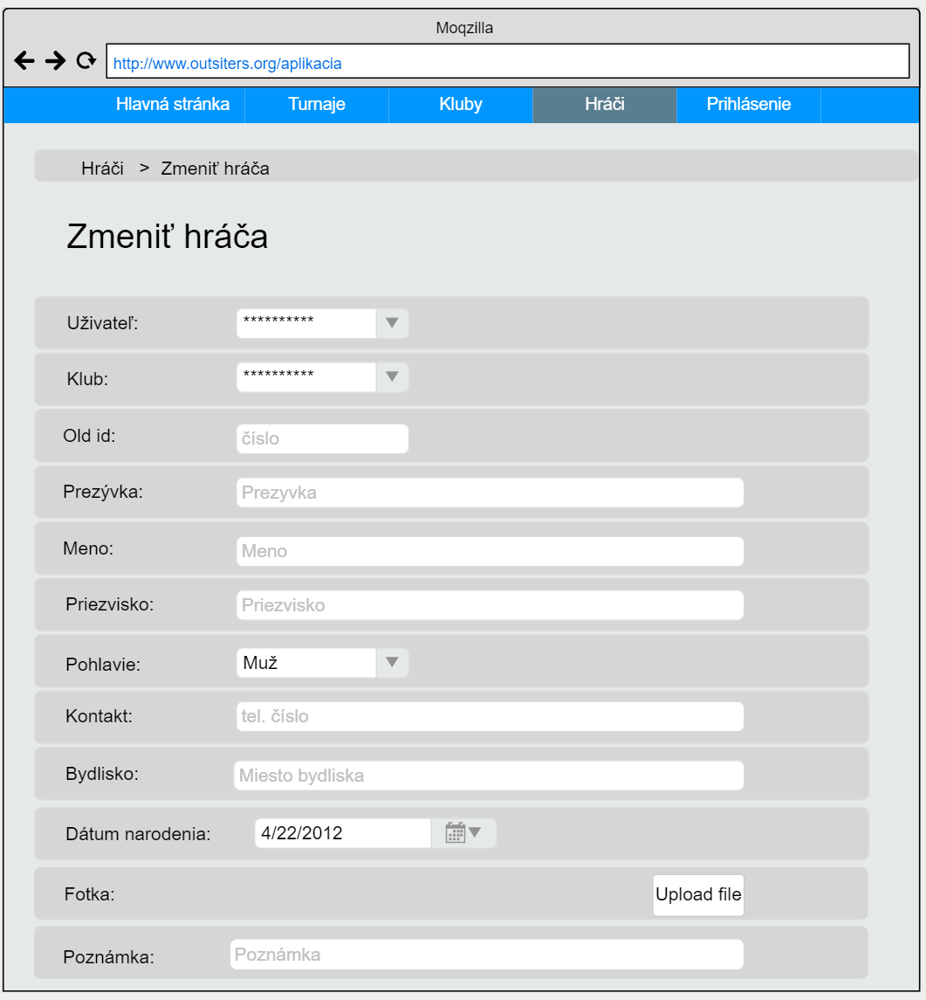 Moqzilla
http://www.outsiters.org/aplikacia
Hlavná stránka Turnaje Kluby Hráči Prihlásenie
Hráči > Zmeniť hráča
Zmeniť hráča
Uživateľ: **********
Klub: **********
Old id: číslo
Prezývka: Prezyvka
Meno: Meno
Priezvisko: Priezvisko
Pohlavie: Muž
Kontakt: tel. číslo
Bydlisko: Miesto bydliska
Dátum narodenia: 4/22/2012
Fotka: Upload file
Poznámka: Poznámka